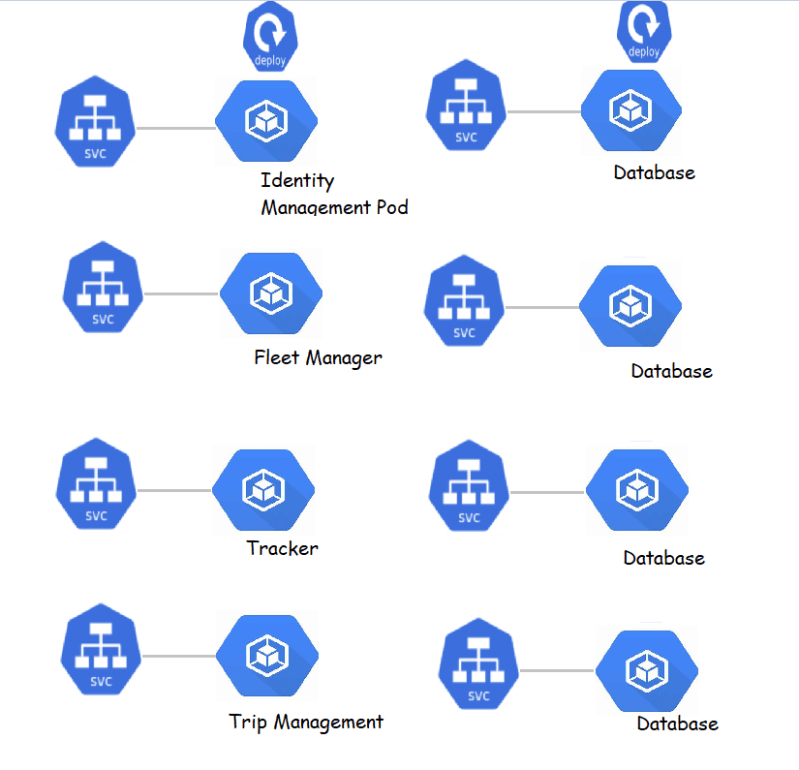 deploy
deploy
svc
svc
Identity
Management Pod
Database
svc
svc
Fleet Manager
Database
svc
svc
Tracker
Database
svc
svc
Trip Management
Database